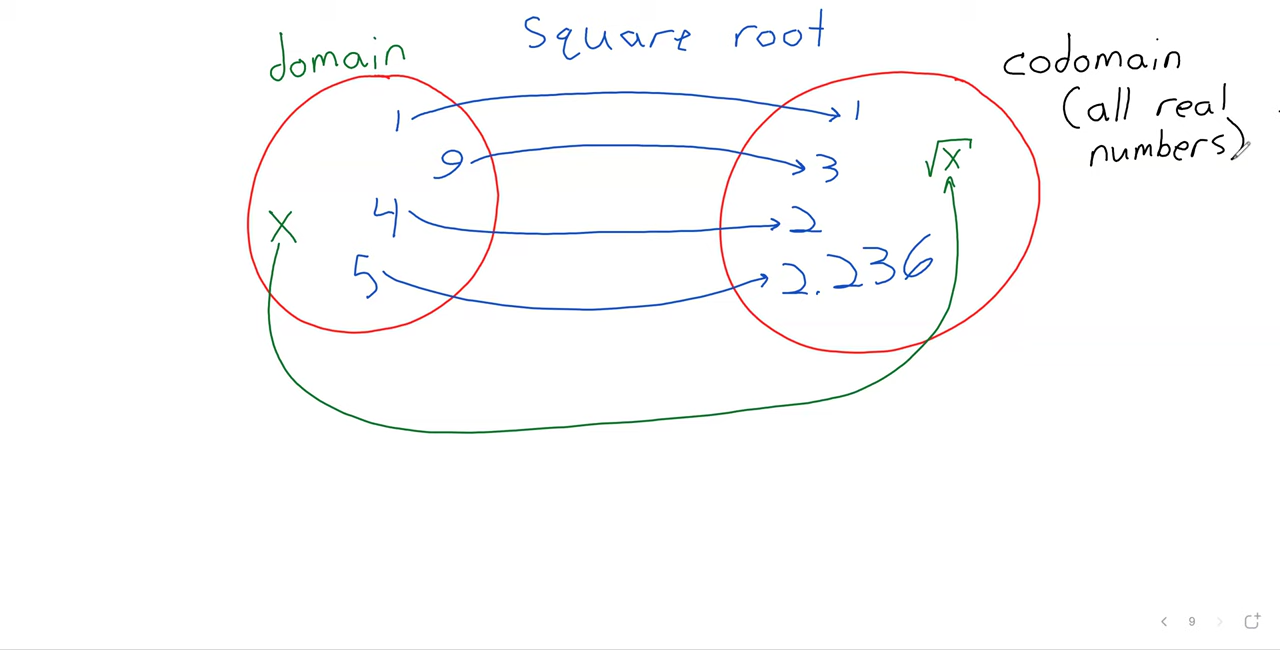 Square root
domain
codomain
(all real
numbers)
1
1
9
3
√x
x
4
2
5
2.236
9